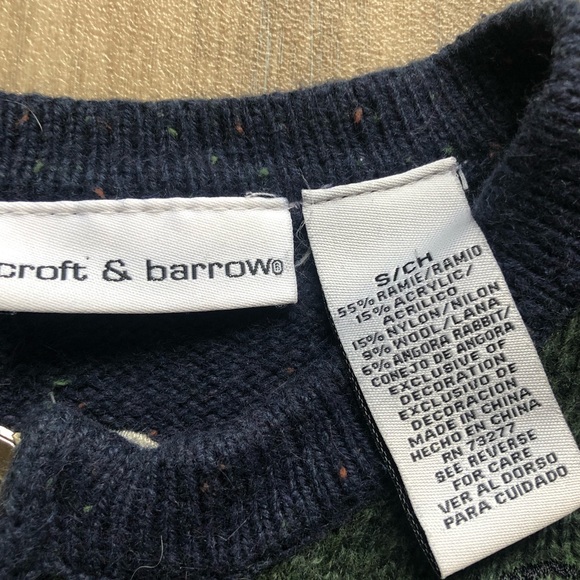 croft & barrow®
S/CH
55% RAMIE/RAMIO
15% ACRYLIC/
ACRILICO
15% NYLON/NILON
9% WOOL/LANA
6% ANGORA RABBIT/
CONEJO DE ANGORA
EXCLUSIVE OF
DECORATION
EXCLUSIVO DE
DECORACION
MADE IN CHINA
HECHO EN CHINA
RN 73277
SEE REVERSE
FOR CARE
VER AL DORSO
PARA CUIDADO